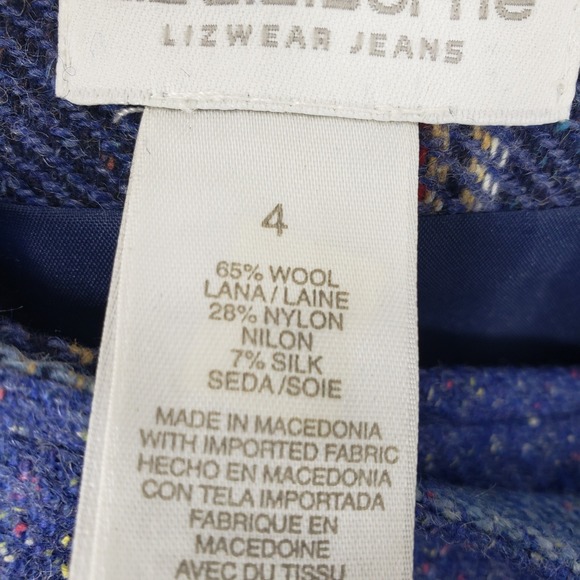 LIZWEAR JEANS
4
65% WOOL
LANA/LAINE
28% NYLON
NILON
7% SILK
SEDA/SOIE
MADE IN MACEDONIA
WITH IMPORTED FABRIC
HECHO EN MACEDONIA
CON TELA IMPORTADA
FABRIQUE EN
MACEDOINE
AVEC DU TISSU